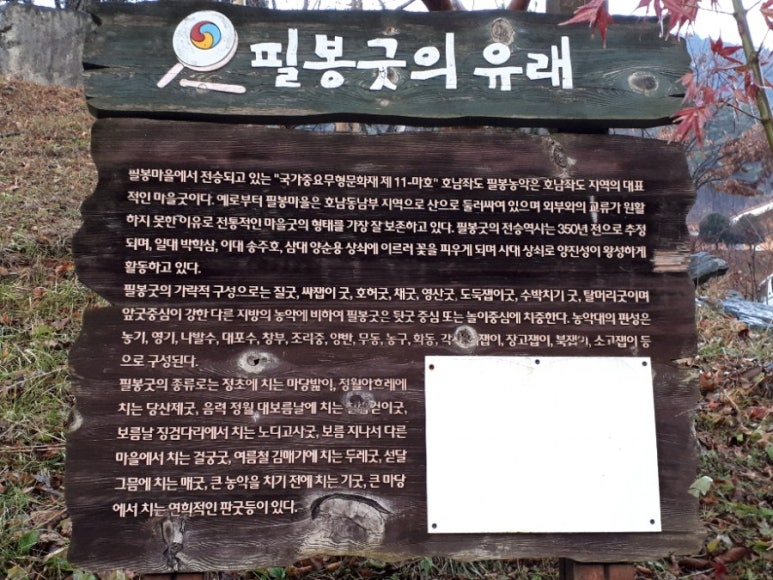 필봉굿의 유래
필봉마을에서 전승되고 있는 "국가중요무형문화재 제 11-마호" 호남좌도 필봉농악은 호남좌도 지역의 대표
적인 마을굿이다. 예로부터 필봉마을은 호남동남부 지역으로 산으로 둘러싸여 있으며 외부와의 교류기 원활
하지 못한 이유로 전통적인 마을굿의 형태를 가장 잘 보존하고 있다. 필봉굿의 전승역사는 350년 전으로 추정
되며, 일대 박학삼, 이대 송주호, 삼대 양순용 상쇠에 이르러 꽃을 피우게 되며 사대 상쇠로 양진성이 왕성하게
활동하고 있다.
필봉굿의 가락적 구성으로는 질굿, 싸잽이 굿, 호허굿, 채굿, 영산굿, 도둑잽이굿, 수박치기 굿, 탈머리굿이며
앞굿중심이 강한 다른 지방의 농악에 비하여 필봉굿은 뒷굿 중심 또는 놀이중심에 치중한다. 농악대의 편성은
농기, 영기, 나발수, 대포수, 창부, 조리중, 양반, 무동, 농구, 화동, 장고잽이, 북잽이, 소고잽이 등
으로 구성된다.
필봉굿의 종류로는 정초에 치는 마당밟이, 정월아흐레에
치는 당산제굿, 음력 정월 대보름날에 치는 굿,
보름날 징검다리에서 치는 노디고사굿, 보름 지나서 다른
마을에서 치는 걸궁굿, 여름철 김매기에 치는 두레굿, 섣달
그믐에 치는 매굿, 큰 농악을 치기 전에 치는 기굿, 큰 마당
에서 치는 연희적인 판굿등이 있다.